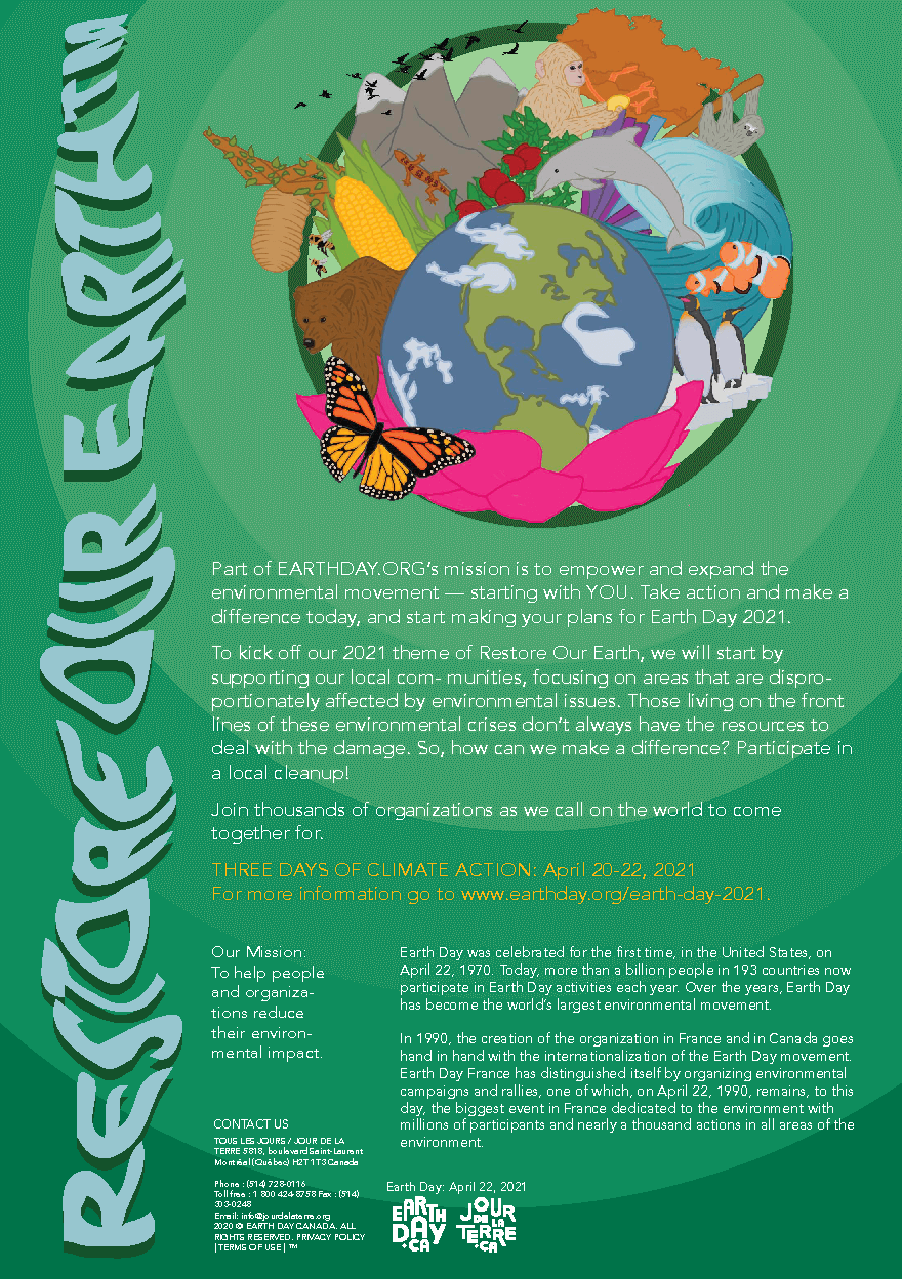 RESTORE OUR EARTH™
Part of EARTHDAY.ORG's mission is to empower and expand the
environmental movement — starting with YOU. Take action and make a
difference today, and start making your plans for Earth Day 2021.
To kick off our 2021 theme of Restore Our Earth, we will start by
supporting our local com- munities, focusing on areas that are dispro-
portionately affected by environmental issues. Those living on the front
lines of these environmental crises don't always have the resources to
deal with the damage. So, how can we make a difference? Participate in
a local cleanup!
Join thousands of organizations as we call on the world to come
together for.
THREE DAYS OF CLIMATE ACTION: April 20-22, 2021
For more information go to www.earthday.org/earth-day-2021.
Our Mission:
To help people
and organiza-
tions reduce
their environ-
mental impact.
Earth Day was celebrated for the first time, in the United States, on
April 22, 1970. Today, more than a billion people in 193 countries now
participate in Earth Day activities each year. Over the years, Earth Day
has become the world's largest environmental movement.
In 1990, the creation of the organization in France and in Canada goes
hand in hand with the internationalization of the Earth Day movement.
Earth Day France has distinguished itself by organizing environmental
campaigns and rallies, one of which, on April 22, 1990, remains, to this
day, the biggest event in France dedicated to the environment with
millions of participants and nearly a thousand actions in all areas of the
environment.
CONTACT US
TOUS LES JOURS / JOUR DE LA
TERRE 5818, boulevard Saint-Laurent
Montréal (Québec) H2T 1T3 Canada
Phone : (514) 728-0116
Toll free : 1 800 424-8758 Fax : (514)
303-0248
Email: info@jourdelaterre.org
2020 © EARTH DAY CANADA. ALL
RIGHTS RESERVED. PRIVACY POLICY
| TERMS OF USE | ™
Earth Day: April 22, 2021
EARTH
DAY
•CA
JOUR
DE LA
TERRE
•CA